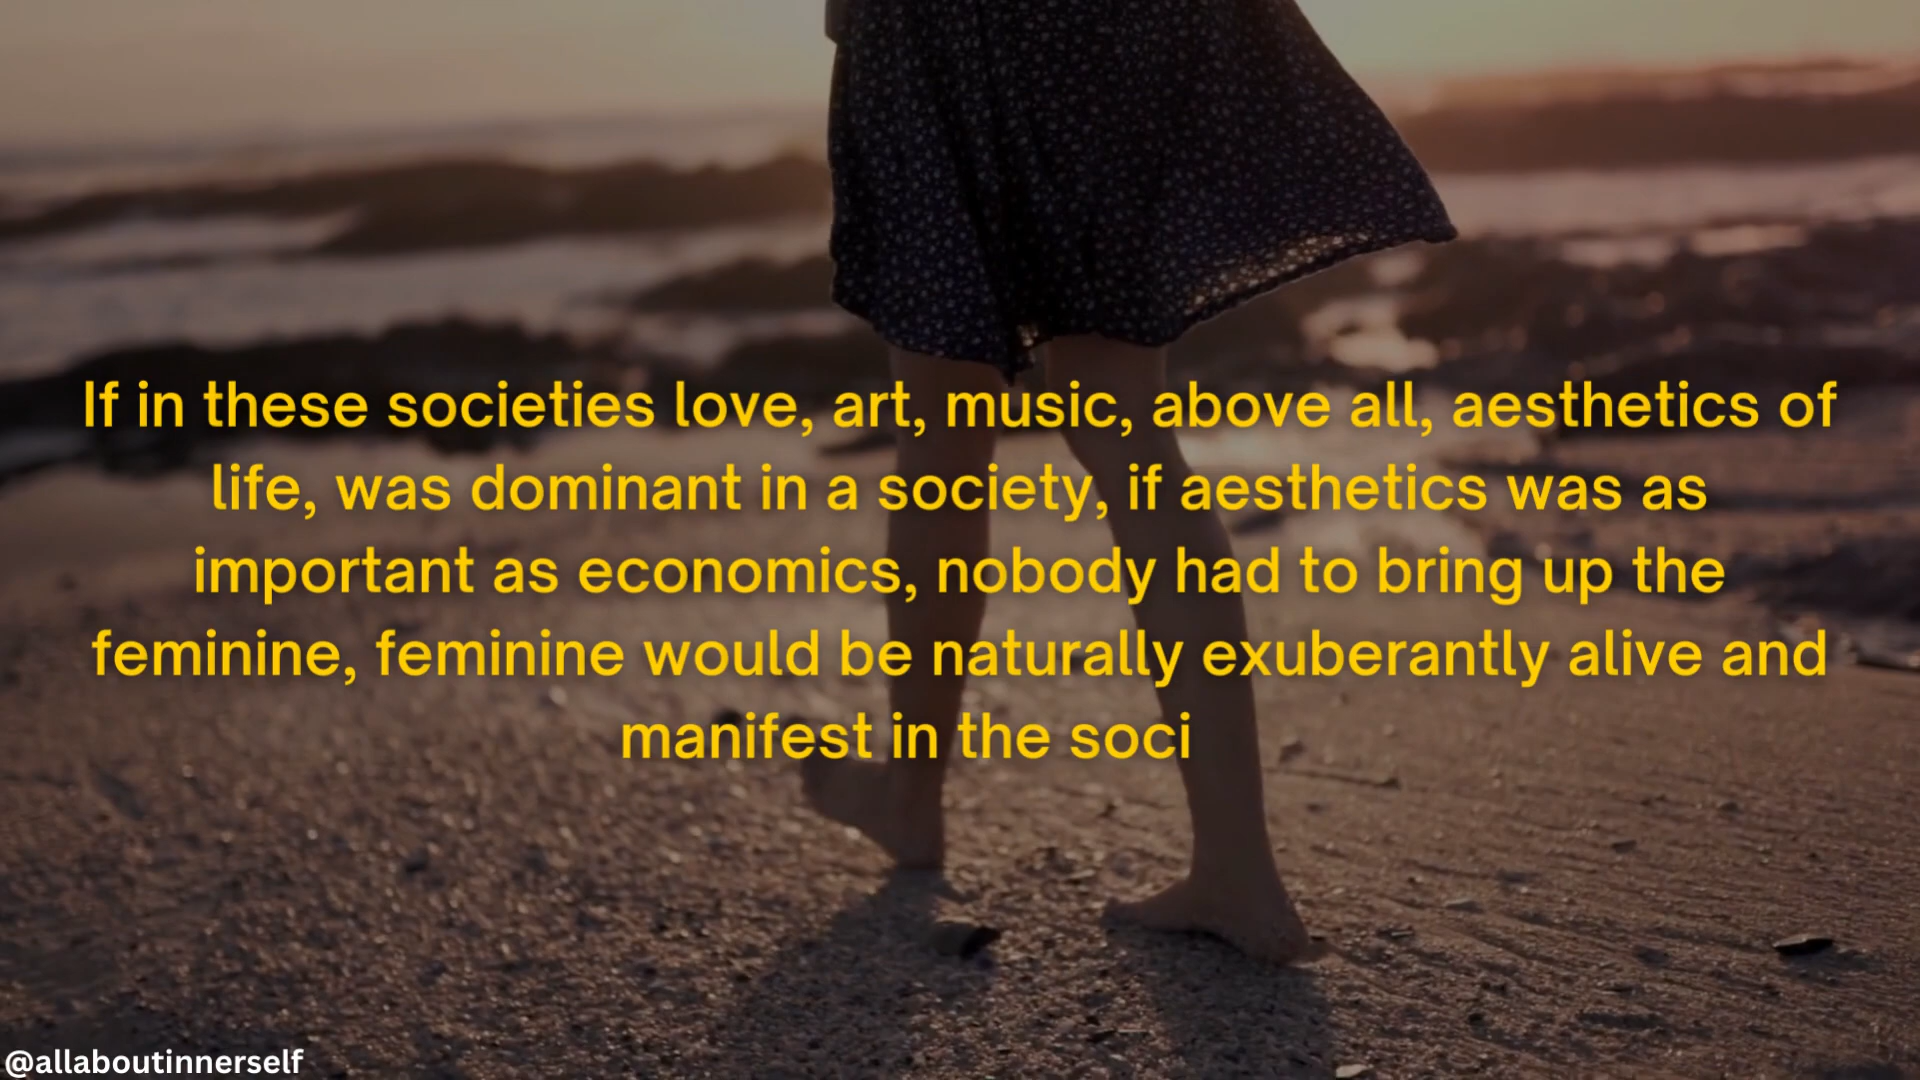 If in these societies love, art, music, above all, aesthetics of
life, was dominant in a society, if aesthetics was as
important as economics, nobody had to bring up the
feminine, feminine would be naturally exuberantly alive and
manifest in the soci
@allaboutinnerself